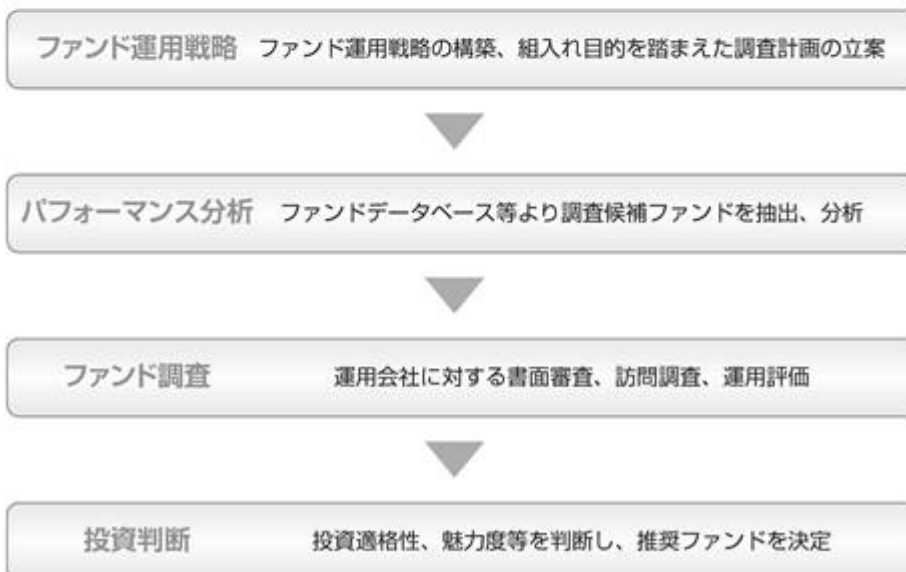 ファンド運用戦略 ファンド運用戦略の構築、組入れ目的を踏まえた調査計画の立案
パフォーマンス分析 ファンドデータベース等より調査候補ファンドを抽出、分析
ファンド調査 運用会社に対する書面審査、訪問調査、運用評価
投資判断 投資適格性、魅力度等を判断し、推奨ファンドを決定